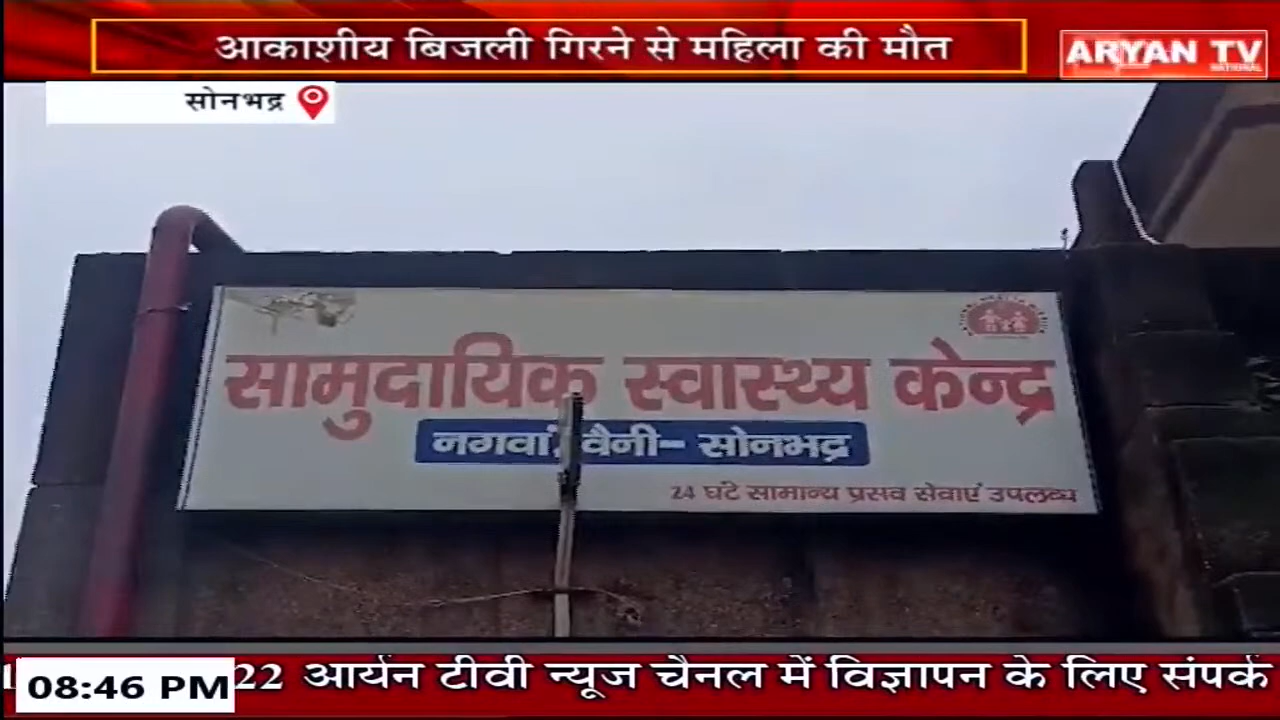 आकाशीय बिजली गिरने से महिला की मौत
ARYAN TV
NATIONAL
सोनभद्र
सामुदायिक स्वास्थ्य केन्द्र
नगवां, वैनी- सोनभद्र
24 घंटे सामान्य प्रसव सेवाएं उपलब्ध
08:46 PM
22 आर्यन टीवी न्यूज चैनल में विज्ञापन के लिए संपर्क